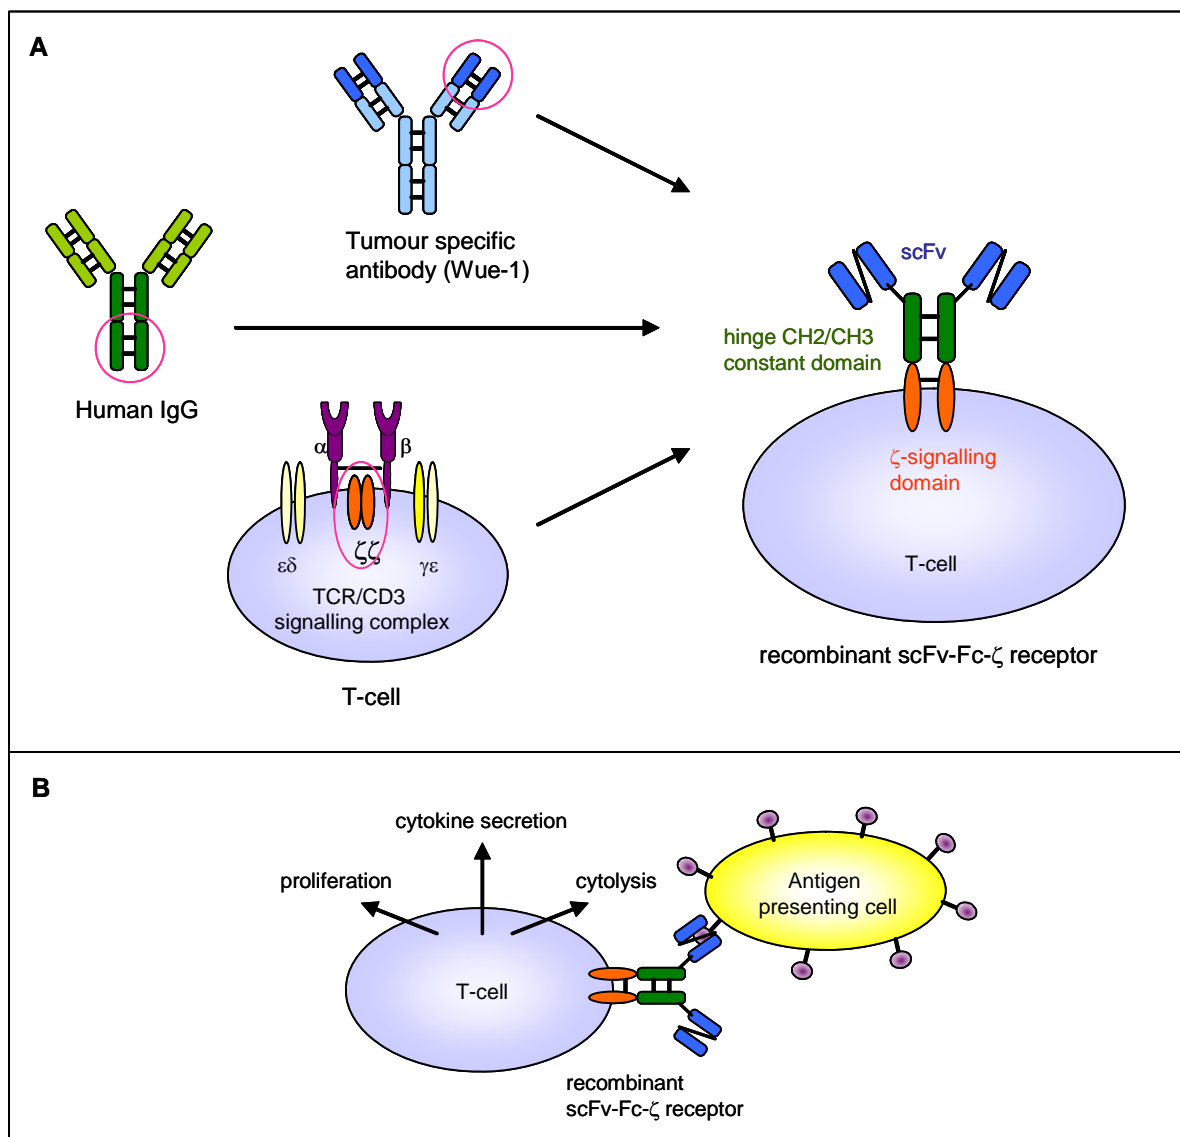 A
Tumour specific
antibody (Wue-1)
scFv
hinge CH2/CH3
constant domain
Human IgG
α
β
ζζ
εδ
γε
TCR/CD3
signalling complex
T-cell
ζ-signalling
domain
T-cell
recombinant scFv-Fc-ζ receptor
B
cytokine secretion
proliferation
cytolysis
Antigen
presenting cell
T-cell
recombinant
scFv-Fc-ζ receptor